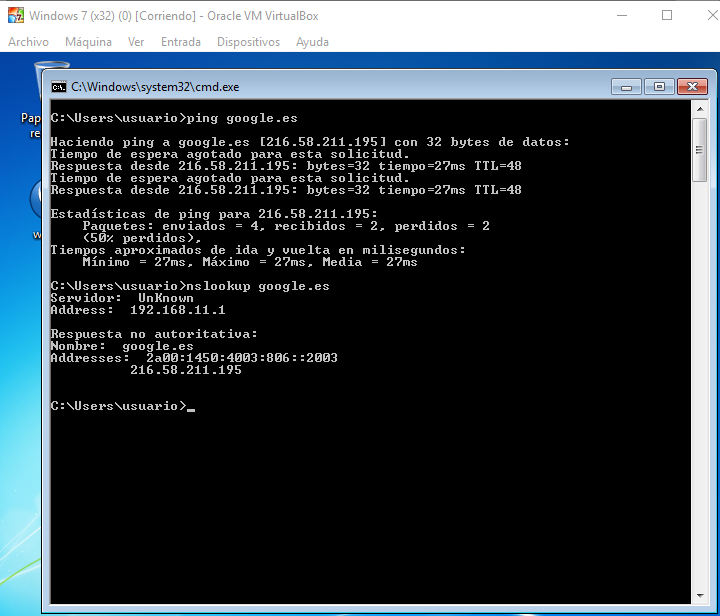 Windows 7 (x32) (0) [Corriendo] - Oracle VM VirtualBox
Archivo Máquina Ver Entrada Dispositivos Ayuda
C:\Windows\system32\cmd.exe
C:\Users\usuario>ping google.es
Haciendo ping a google.es [216.58.211.195] con 32 bytes de datos:
Tiempo de espera agotado para esta solicitud.
Respuesta desde 216.58.211.195: bytes=32 tiempo=27ms TTL=48
Tiempo de espera agotado para esta solicitud.
Respuesta desde 216.58.211.195: bytes=32 tiempo=27ms TTL=48
Estadísticas de ping para 216.58.211.195:
Paquetes: enviados = 4, recibidos = 2, perdidos = 2
(50% perdidos),
Tiempos aproximados de ida y vuelta en milisegundos:
Mínimo = 27ms, Máximo = 27ms, Media = 27ms
C:\Users\usuario>nslookup google.es
Servidor: UnKnown
Address: 192.168.11.1
Respuesta no autoritativa:
Nombre: google.es
Addresses: 2a00:1450:4003:806::2003
216.58.211.195
C:\Users\usuario>_